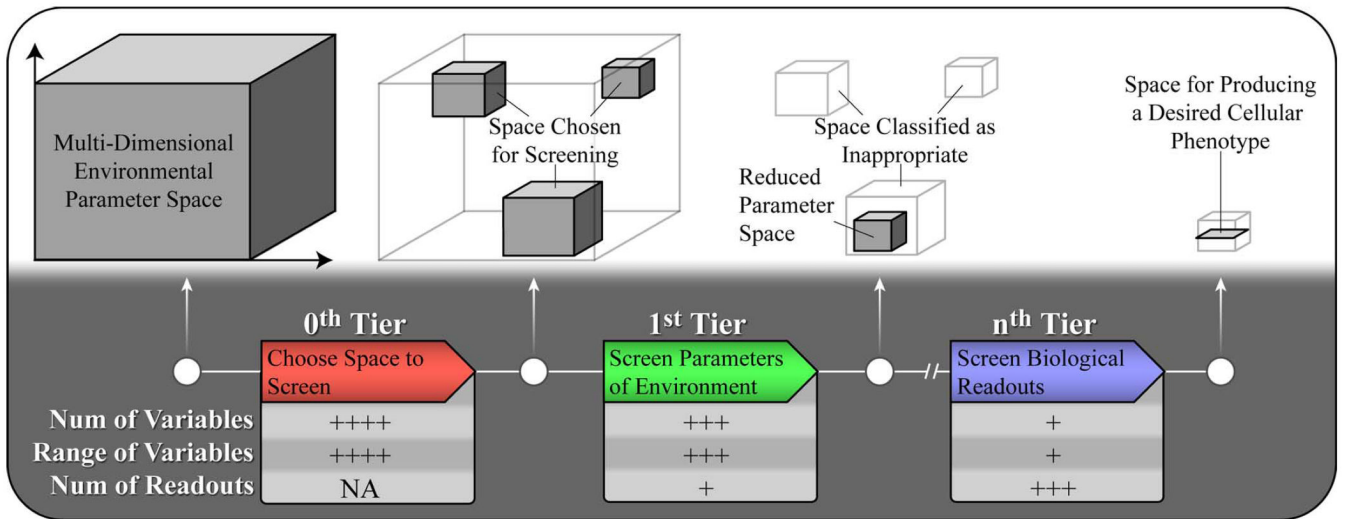 Multi-Dimensional
Environmental
Parameter Space
Space Chosen
for Screening
Space Classified as
Inappropriate
Reduced
Parameter
Space
Space for Producing
a Desired Cellular
Phenotype
0th Tier
1st Tier
nth Tier
Choose Space to
Screen
Screen Parameters
of Environment
Screen Biological
Readouts
Num of Variables ++++ +++ +
Range of Variables ++++ +++ +
Num of Readouts NA + +++